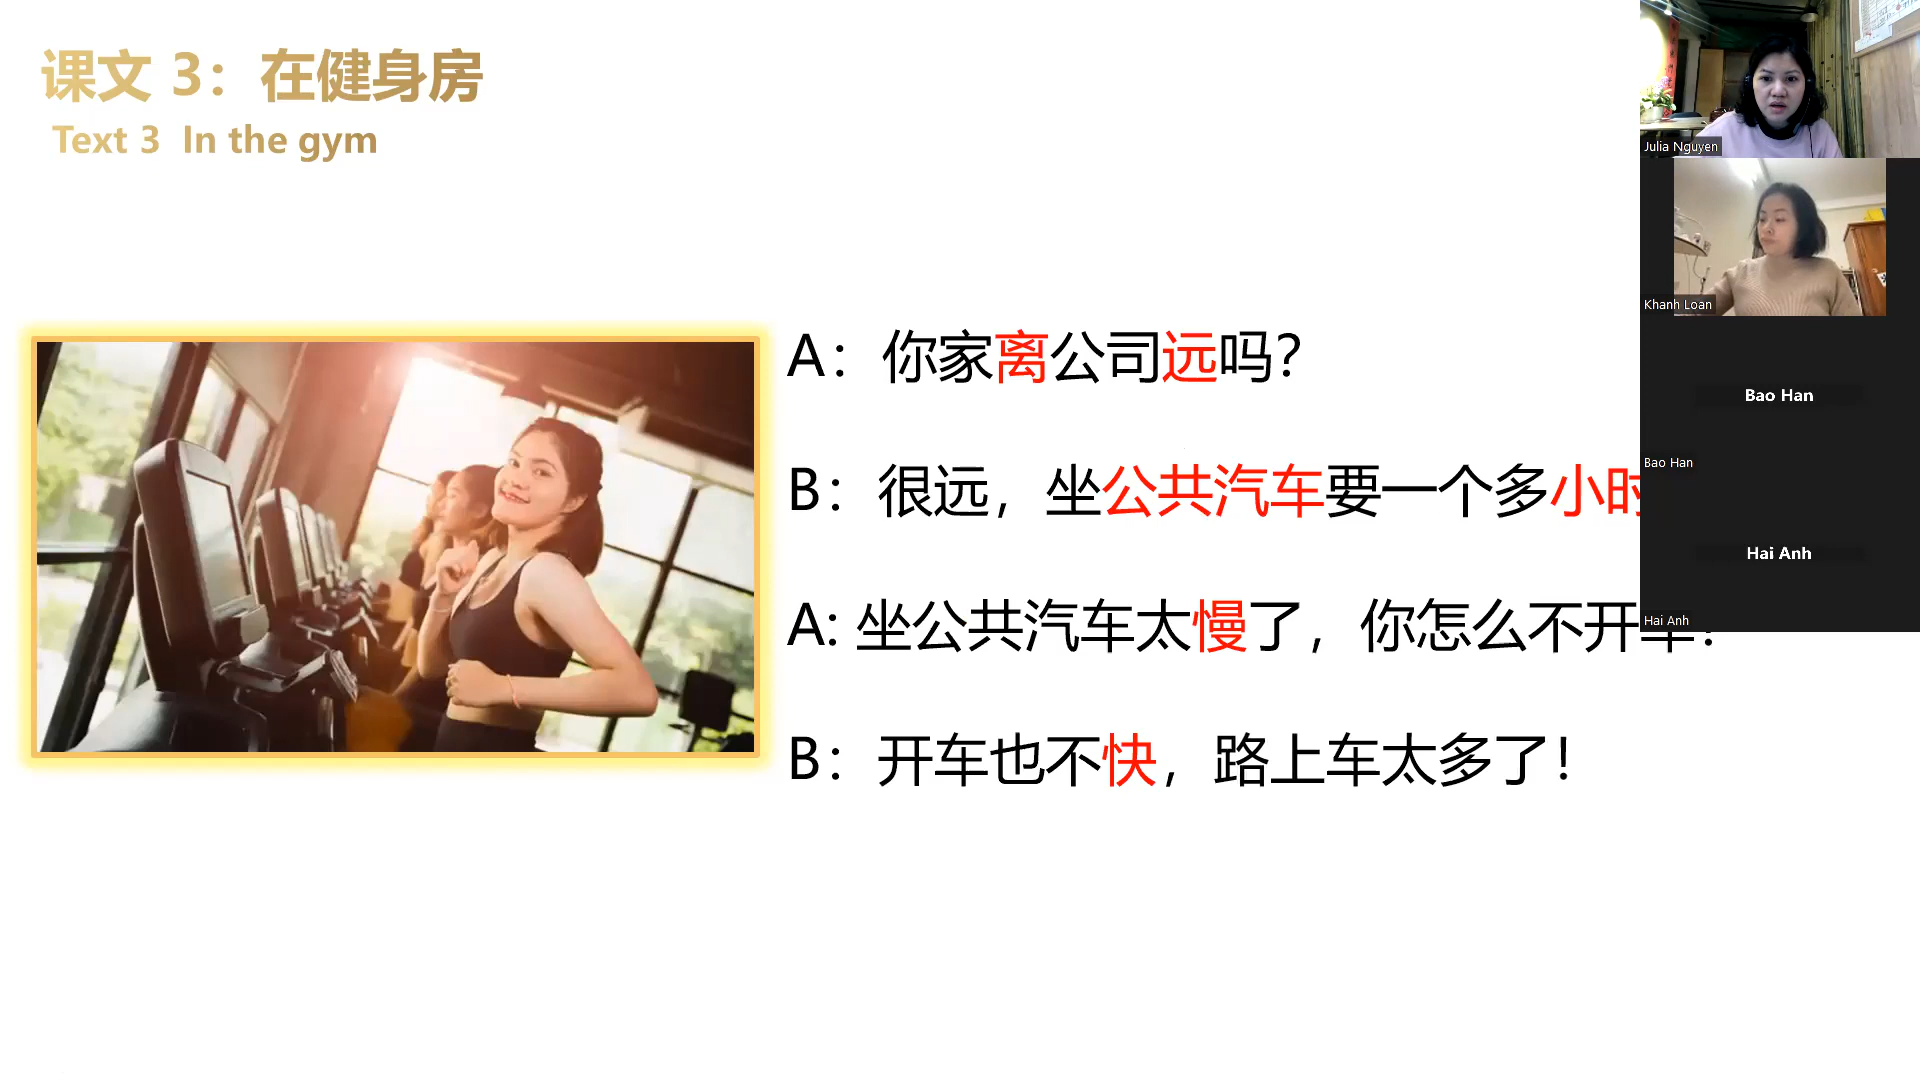 课文 3：在健身房
Text 3 In the gym
A：你家离公司远吗？
B：很远，坐公共汽车要一个多小时
A: 坐公共汽车太慢了，你怎么不开车？
B：开车也不快，路上车太多了！
Julia Nguyen
Khanh Loan
Bao Han
Bao Han
Hai Anh
Hai Anh